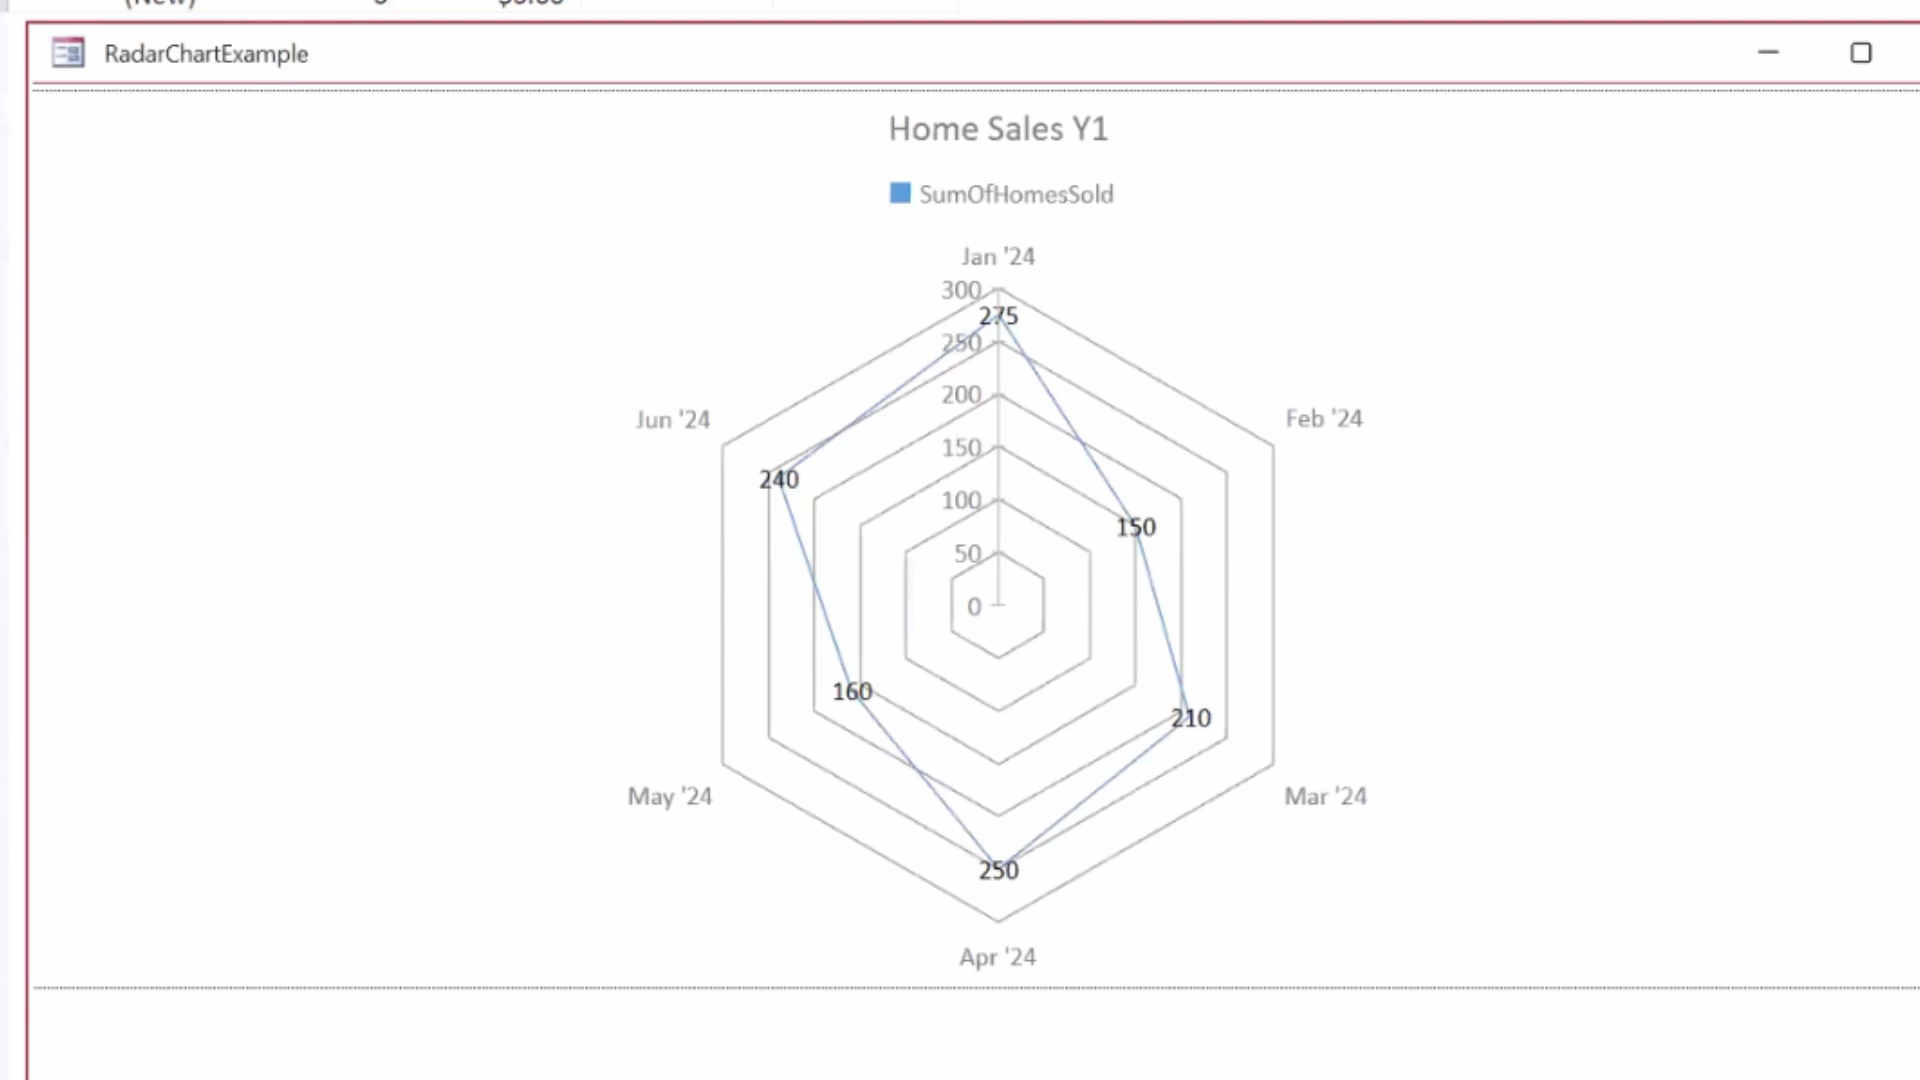 RadarChartExample
Home Sales Y1
SumOfHomesSold
Jan '24
300
275
250
200
Jun '24
Feb '24
150
240
100
150
50
0
160
210
May '24
Mar '24
250
Apr '24